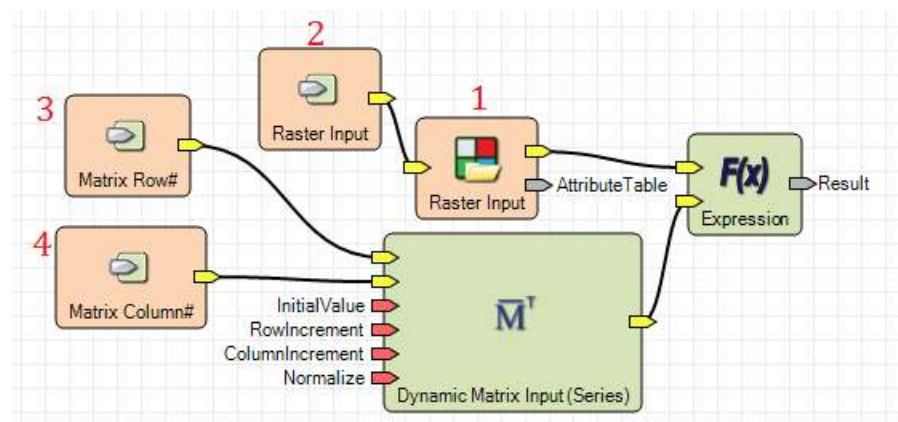 2
Raster Input
3
Matrix Row#
1
Raster Input
AttributeTable
F(x)
Expression
Result
4
Matrix Column#
InitialValue
RowIncrement
ColumnIncrement
Normalize
M̅ᵀ
Dynamic Matrix Input (Series)